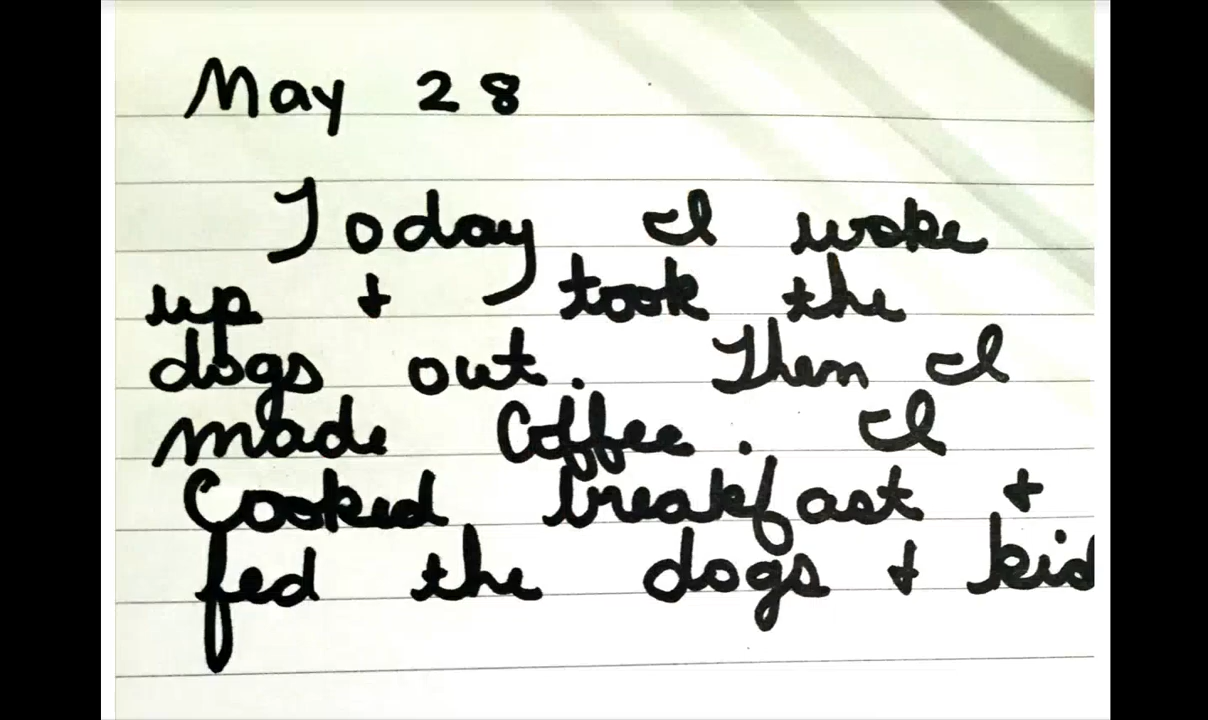 May 28
Today I woke
up + took the
dogs out. Then I
made Coffee. I
Cooked breakfast +
fed the dogs + kid